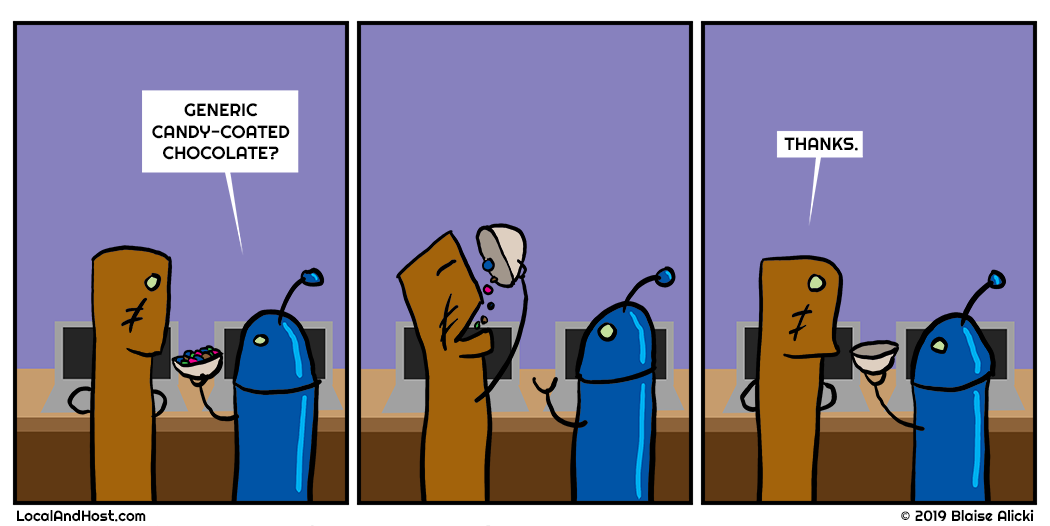 GENERIC
CANDY-COATED
CHOCOLATE?
THANKS.
LocalAndHost.com
© 2019 Blaise Alicki